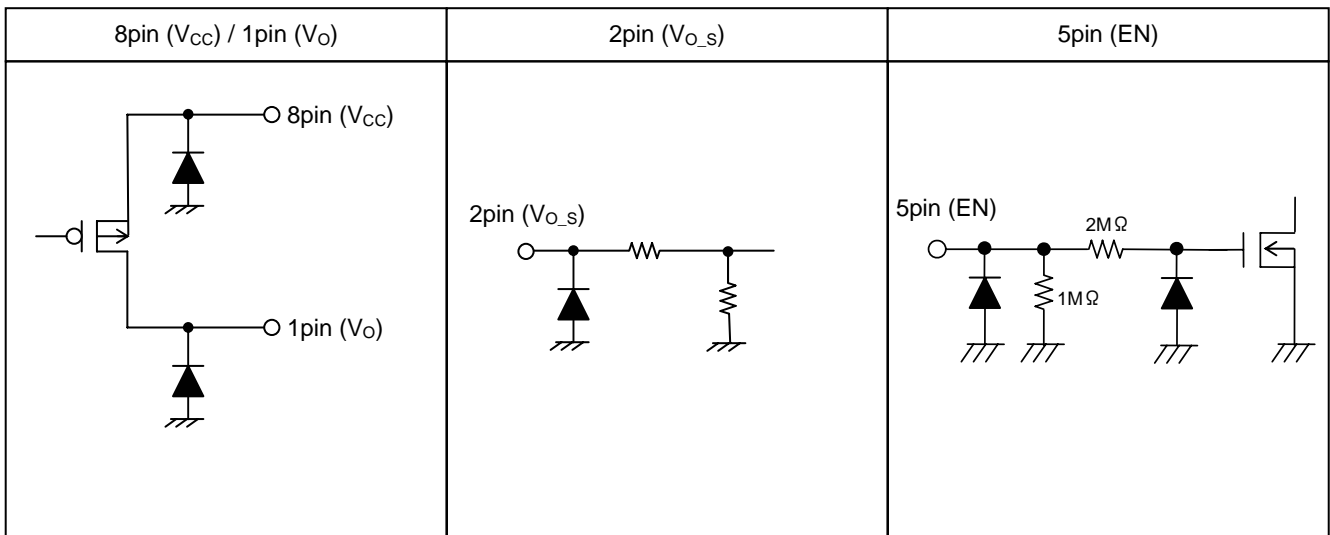 8pin (VCC) / 1pin (VO)
2pin (VO_S)
5pin (EN)
8pin (VCC)
1pin (VO)
2pin (VO_S)
5pin (EN)
2MΩ
1MΩ